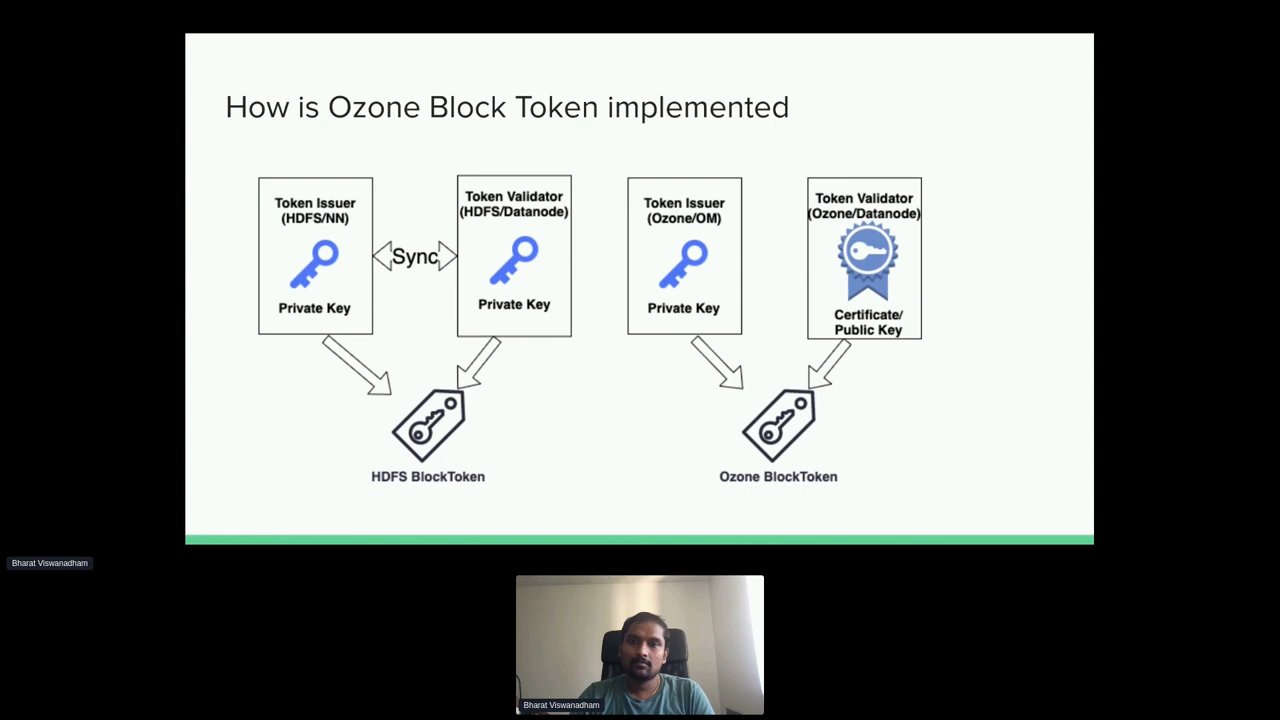 How is Ozone Block Token implemented
Token Issuer
(HDFS/NN)
Private Key
Sync
Token Validator
(HDFS/Datanode)
Private Key
HDFS BlockToken
Token Issuer
(Ozone/OM)
Private Key
Token Validator
(Ozone/Datanode)
Certificate/
Public Key
Ozone BlockToken
Bharat Viswanadham
Bharat Viswanadham